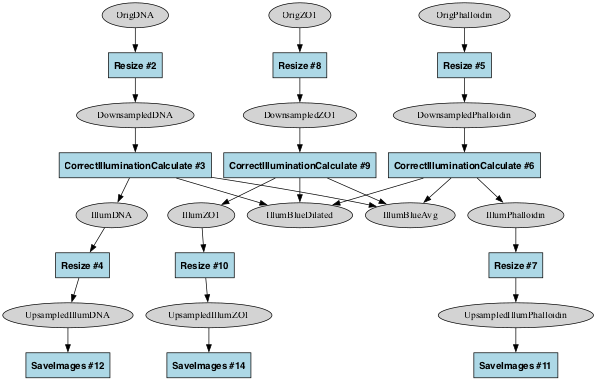 OrigDNA
OrigZO1
OrigPhalloidin
Resize #2
Resize #8
Resize #5
DownsampledDNA
DownsampledZO1
DownsampledPhalloidin
CorrectIlluminationCalculate #3
CorrectIlluminationCalculate #9
CorrectIlluminationCalculate #6
IllumDNA
IllumZO1
IllumBlueDilated
IllumBlueAvg
IllumPhalloidin
Resize #4
Resize #10
Resize #7
UpsampledIllumDNA
UpsampledIllumZO1
UpsampledIllumPhalloidin
SaveImages #12
SaveImages #14
SaveImages #11